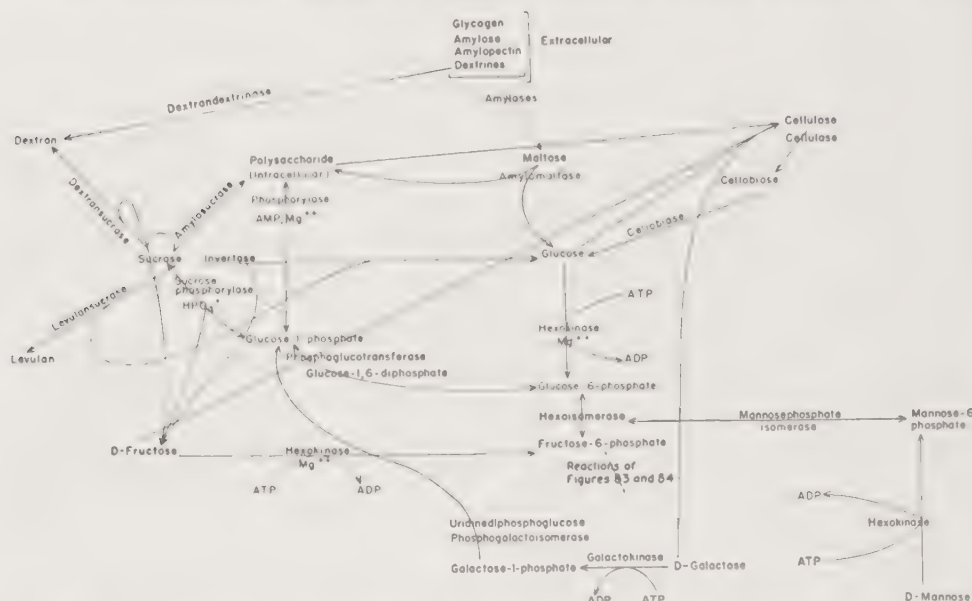 Glycogen
Amylose
Amylopectin
Dextrines
Extracellular
Amylases
Dextrandextrinase
Dextran
Cellulose
Cellulase
Polysaccharide
(Intracellular)
Maltose
Amylomaltase
Cellobiose
Dextransucrase
Amylosucrase
Phosphorylase
AMP, Mg++
Cellobiase
Sucrose
Invertase
Glucose
Sucrose
phosphorylase
ATP
Levulansucrase
Levulan
Glucose-1 phosphate
Hexokinase
Mg++
ADP
Phosphoglucotransferase
Glucose-1,6-diphosphate
Glucose 6-phosphate
Hexoisomerase
Mannosephosphate
isomerase
Mannose-6
phosphate
D-Fructose
Hexokinase
Mg++
Fructose-6-phosphate
Reactions of
Figures 83 and 84
ATP
ADP
ADP
Uridinediphosphoglucose
Phosphogalactoisomerase
Hexokinase
Galactose-1-phosphate
Galactokinase
D-Galactose
ATP
ADP
ATP
D-Mannose